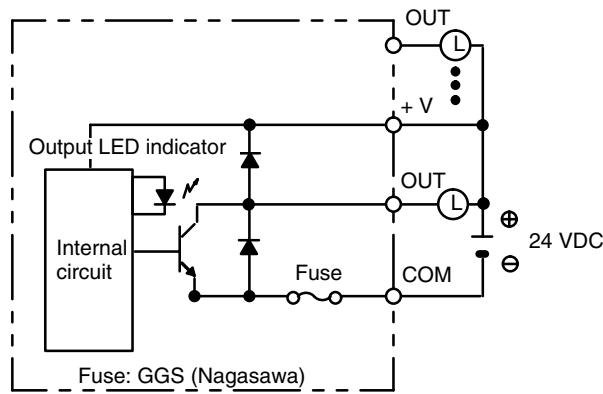 OUT
L
+ V
Output LED indicator
OUT
L
⊕
24 VDC
Internal
circuit
Fuse
COM
⊖
Fuse: GGS (Nagasawa)